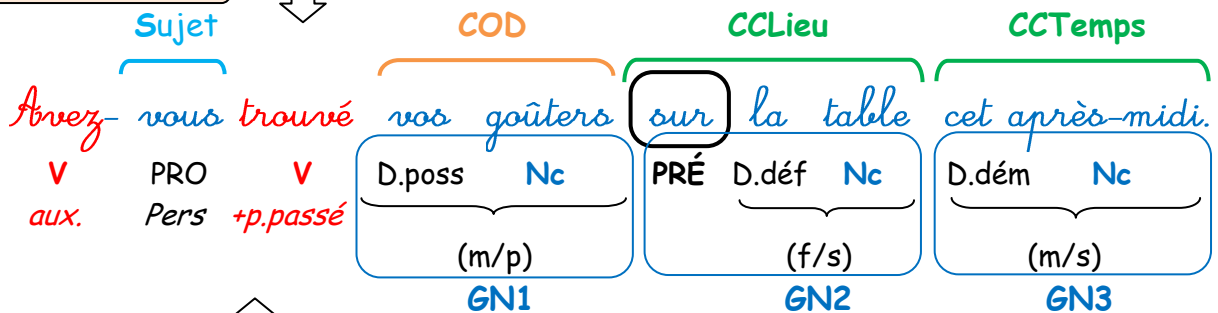 Sujet COD CCLieu CCTemps
Avez- vous trouvé vos goûters sur la table cet après-midi.
V PRO V D.poss Nc PRÉ D.déf Nc D.dém Nc
aux. Pers +p.passé
(m/p) (f/s) (m/s)
GN1 GN2 GN3